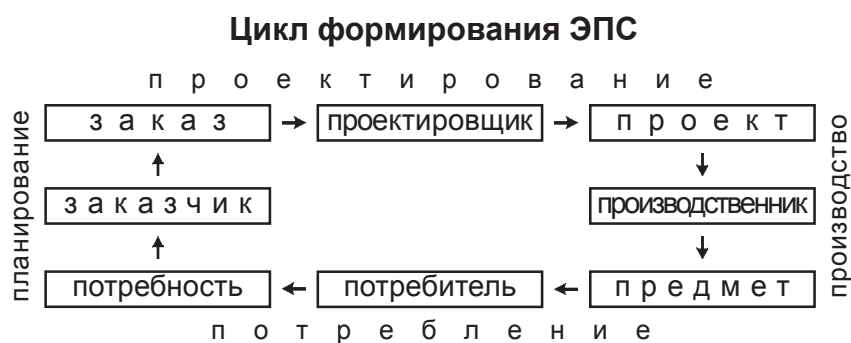 Цикл формирования ЭПС
проектирование
планирование
заказ → проектировщик → проект
производство
заказчик
производственник
потребность ← потребитель ← предмет
потребление